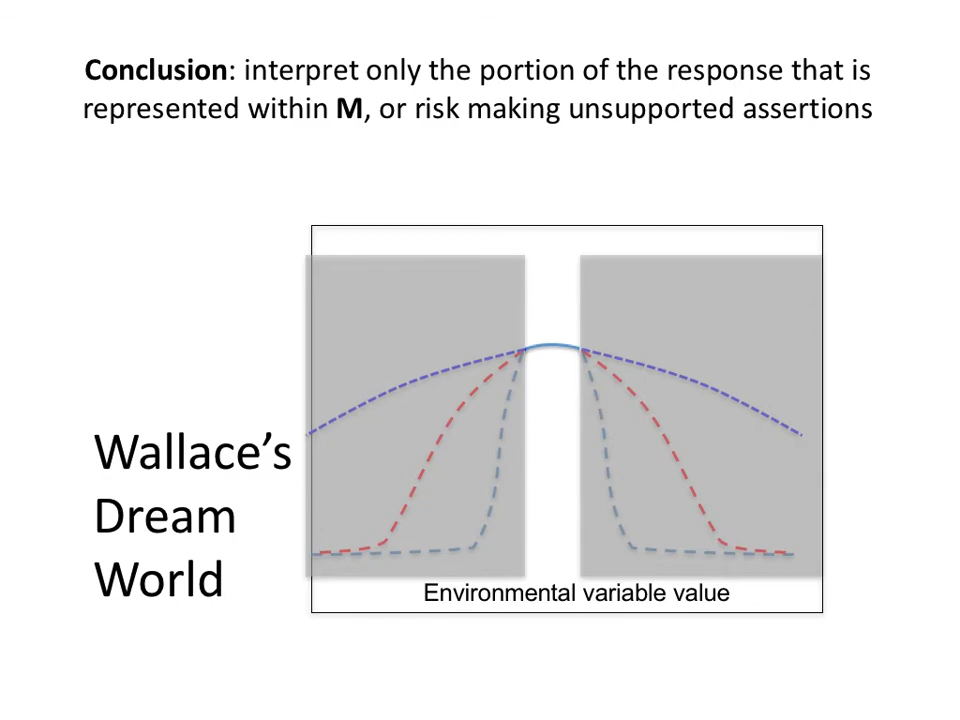 Conclusion: interpret only the portion of the response that is
represented within M, or risk making unsupported assertions
Wallace’s
Dream
World
Environmental variable value